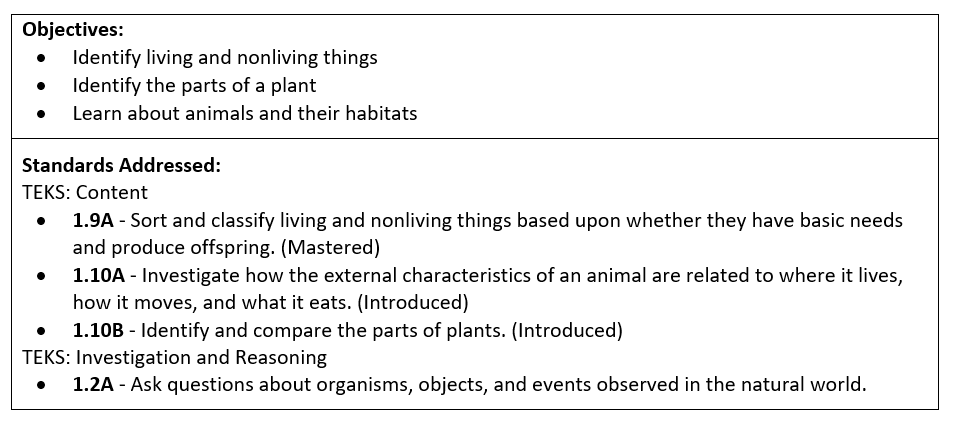 Objectives:
• Identify living and nonliving things
• Identify the parts of a plant
• Learn about animals and their habitats
Standards Addressed:
TEKS: Content
• 1.9A - Sort and classify living and nonliving things based upon whether they have basic needs
and produce offspring. (Mastered)
• 1.10A - Investigate how the external characteristics of an animal are related to where it lives,
how it moves, and what it eats. (Introduced)
• 1.10B - Identify and compare the parts of plants. (Introduced)
TEKS: Investigation and Reasoning
• 1.2A - Ask questions about organisms, objects, and events observed in the natural world.